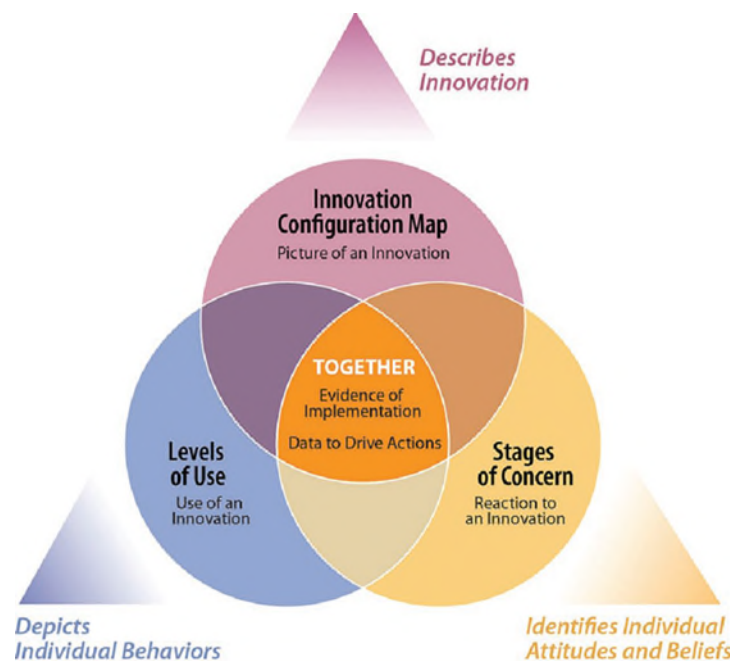 Describes
Innovation
Innovation
Configuration Map
Picture of an Innovation
TOGETHER
Evidence of
Implementation
Data to Drive Actions
Levels
of Use
Use of an
Innovation
Stages
of Concern
Reaction to
an Innovation
Depicts
Individual Behaviors
Identifies Individual
Attitudes and Beliefs